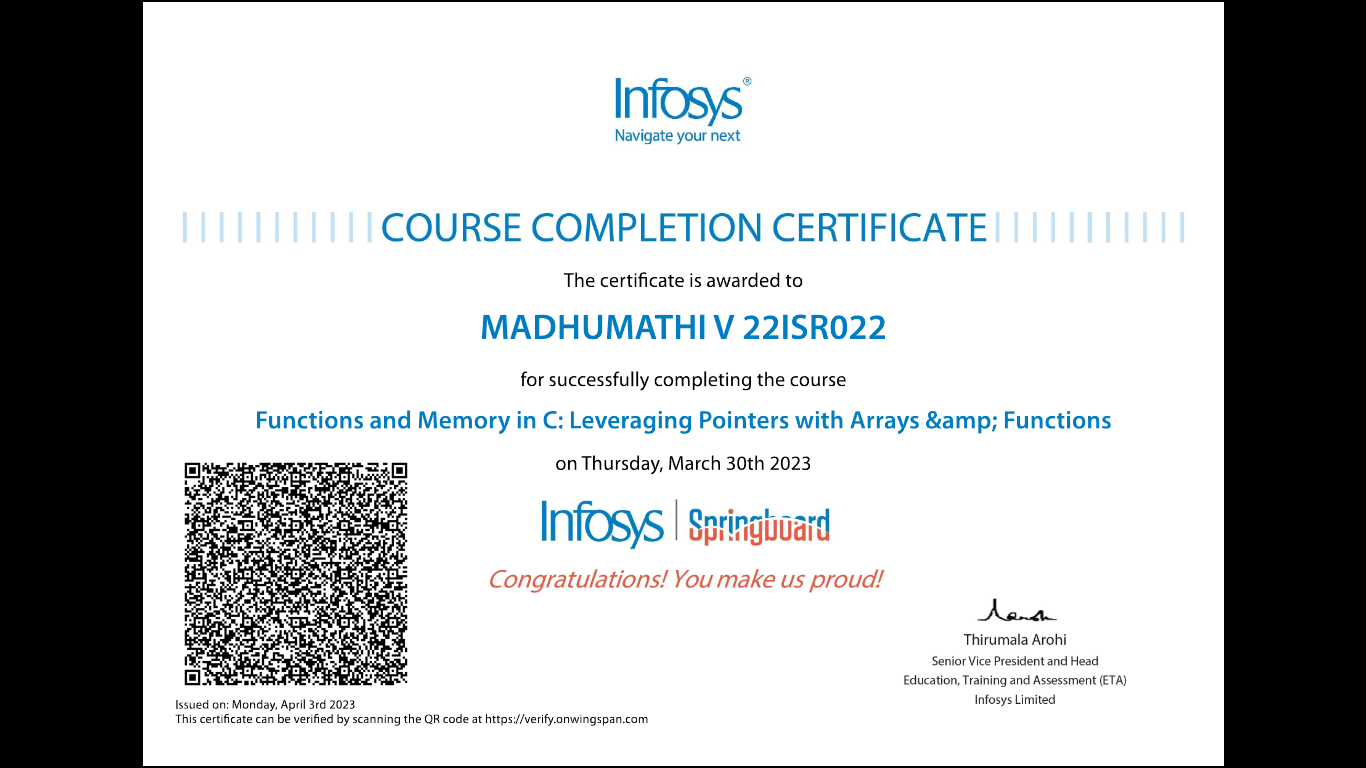 Infosys®
Navigate your next
COURSE COMPLETION CERTIFICATE
The certificate is awarded to
MADHUMATHI V 22ISR022
for successfully completing the course
Functions and Memory in C: Leveraging Pointers with Arrays &amp; Functions
on Thursday, March 30th 2023
Infosys | Springboard
Congratulations! You make us proud!
Thirumala Arohi
Senior Vice President and Head
Education, Training and Assessment (ETA)
Infosys Limited
Issued on: Monday, April 3rd 2023
This certificate can be verified by scanning the QR code at https://verify.onwingspan.com